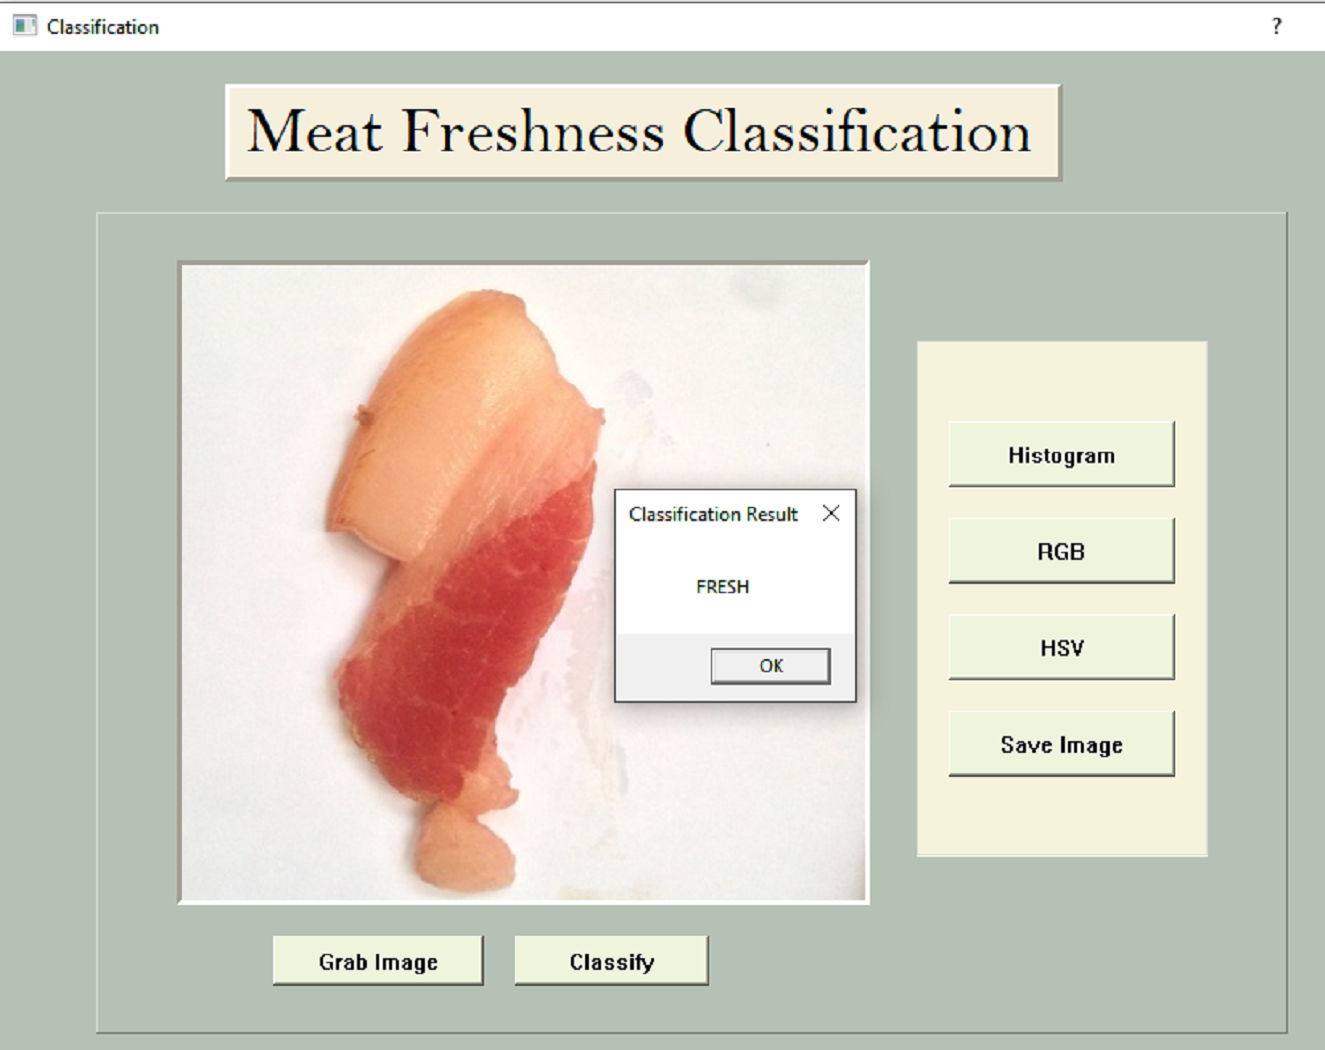 Classification
?
Meat Freshness Classification
Classification Result
FRESH
OK
Histogram
RGB
HSV
Save Image
Grab Image
Classify